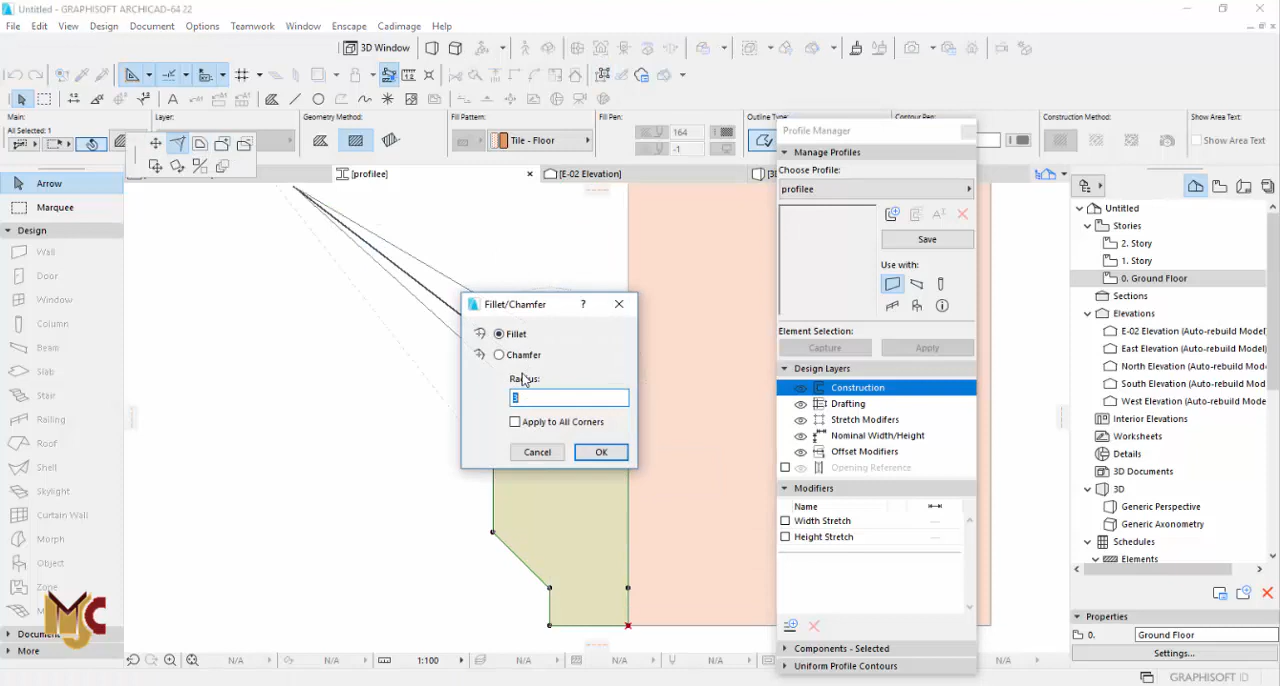 Untitled - GRAPHISOFT ARCHICAD-64 22
File Edit View Design Document Options Teamwork Window Enscape Cadimage Help
3D Window
Main:
All Selected: 1
Layer:
Geometry Method:
Fill Pattern:
Tile - Floor
Fill Pen:
164
-1
Outline Type:
Contour Pen:
Construction Method:
Show Area Text:
Show Area Text
[profilee]
[E-02 Elevation]
Arrow
Marquee
Design
Wall
Door
Window
Column
Beam
Slab
Stair
Railing
Roof
Shell
Skylight
Curtain Wall
Morph
Object
More
MJC
Fillet/Chamfer
Fillet
Chamfer
Radius:
3
Apply to All Corners
Cancel
OK
Profile Manager
Manage Profiles
Choose Profile:
profilee
Save
Use with:
Element Selection:
Capture
Apply
Design Layers
Construction
Drafting
Stretch Modifiers
Nominal Width/Height
Offset Modifiers
Opening Reference
Modifiers
Name
Width Stretch
Height Stretch
Components - Selected
Uniform Profile Contours
Untitled
Stories
2. Story
1. Story
0. Ground Floor
Sections
Elevations
E-02 Elevation (Auto-rebuild Model)
East Elevation (Auto-rebuild Model)
North Elevation (Auto-rebuild Model)
South Elevation (Auto-rebuild Model)
West Elevation (Auto-rebuild Model)
Interior Elevations
Worksheets
Details
3D Documents
3D
Generic Perspective
Generic Axonometry
Schedules
Elements
Properties
0.
Ground Floor
Settings...
N/A
N/A
1:100
N/A
N/A
N/A
N/A
GRAPHISOFT ID